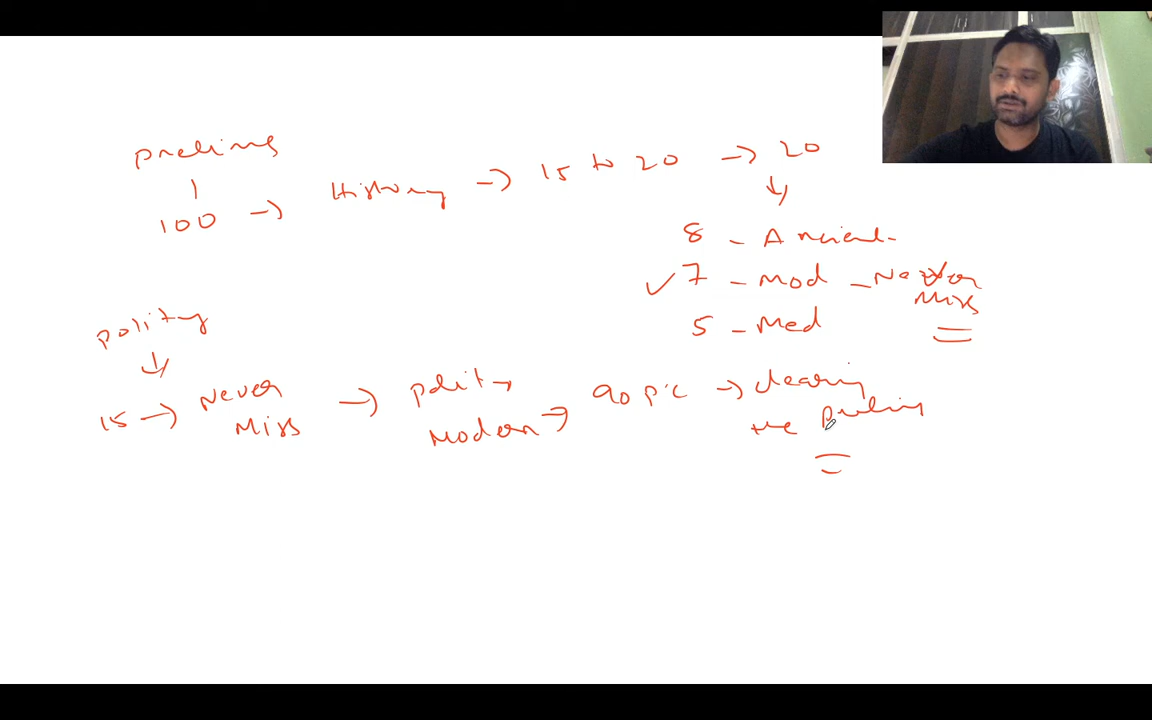 prelims
100 → History → 15 to 20 → 20
8 - Ancient
✓ 7 - Mod - Never
Miss
5 - Med
polity
15 → Never
Miss → polity
Modern → 90 pc → clearing
the prelims